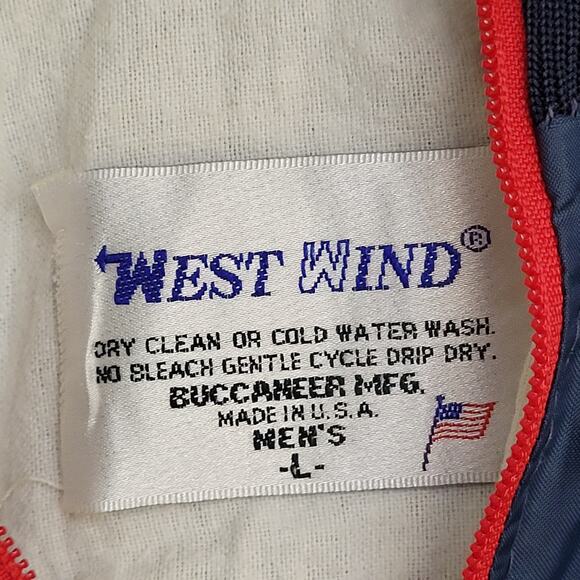 WEST WIND®
DRY CLEAN OR COLD WATER WASH.
NO BLEACH GENTLE CYCLE DRIP DRY.
BUCCANEER MFG.
MADE IN U.S.A.
MEN'S
-L-